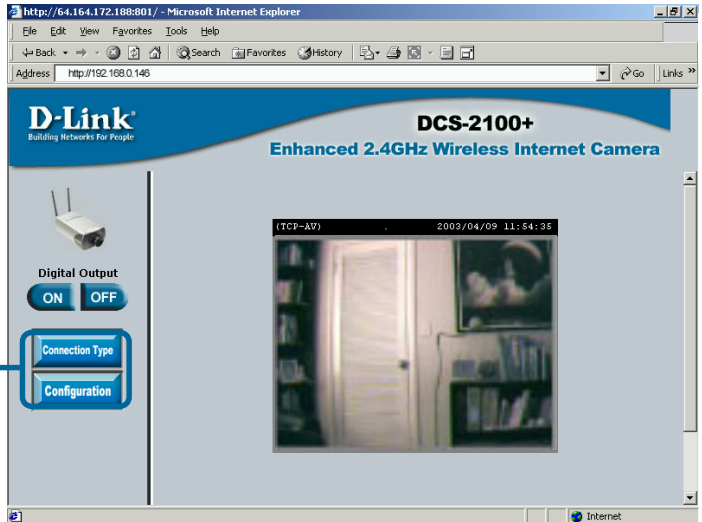 http://64.164.172.188:801/ - Microsoft Internet Explorer
File Edit View Favorites Tools Help
Back Search Favorites History
Address http://192.168.0.146 Go Links »
D-Link
Building Networks For People
DCS-2100+
Enhanced 2.4GHz Wireless Internet Camera
(TCP-AV) 2003/04/09 11:54:35
Digital Output
ON OFF
Connection Type
Configuration
Internet